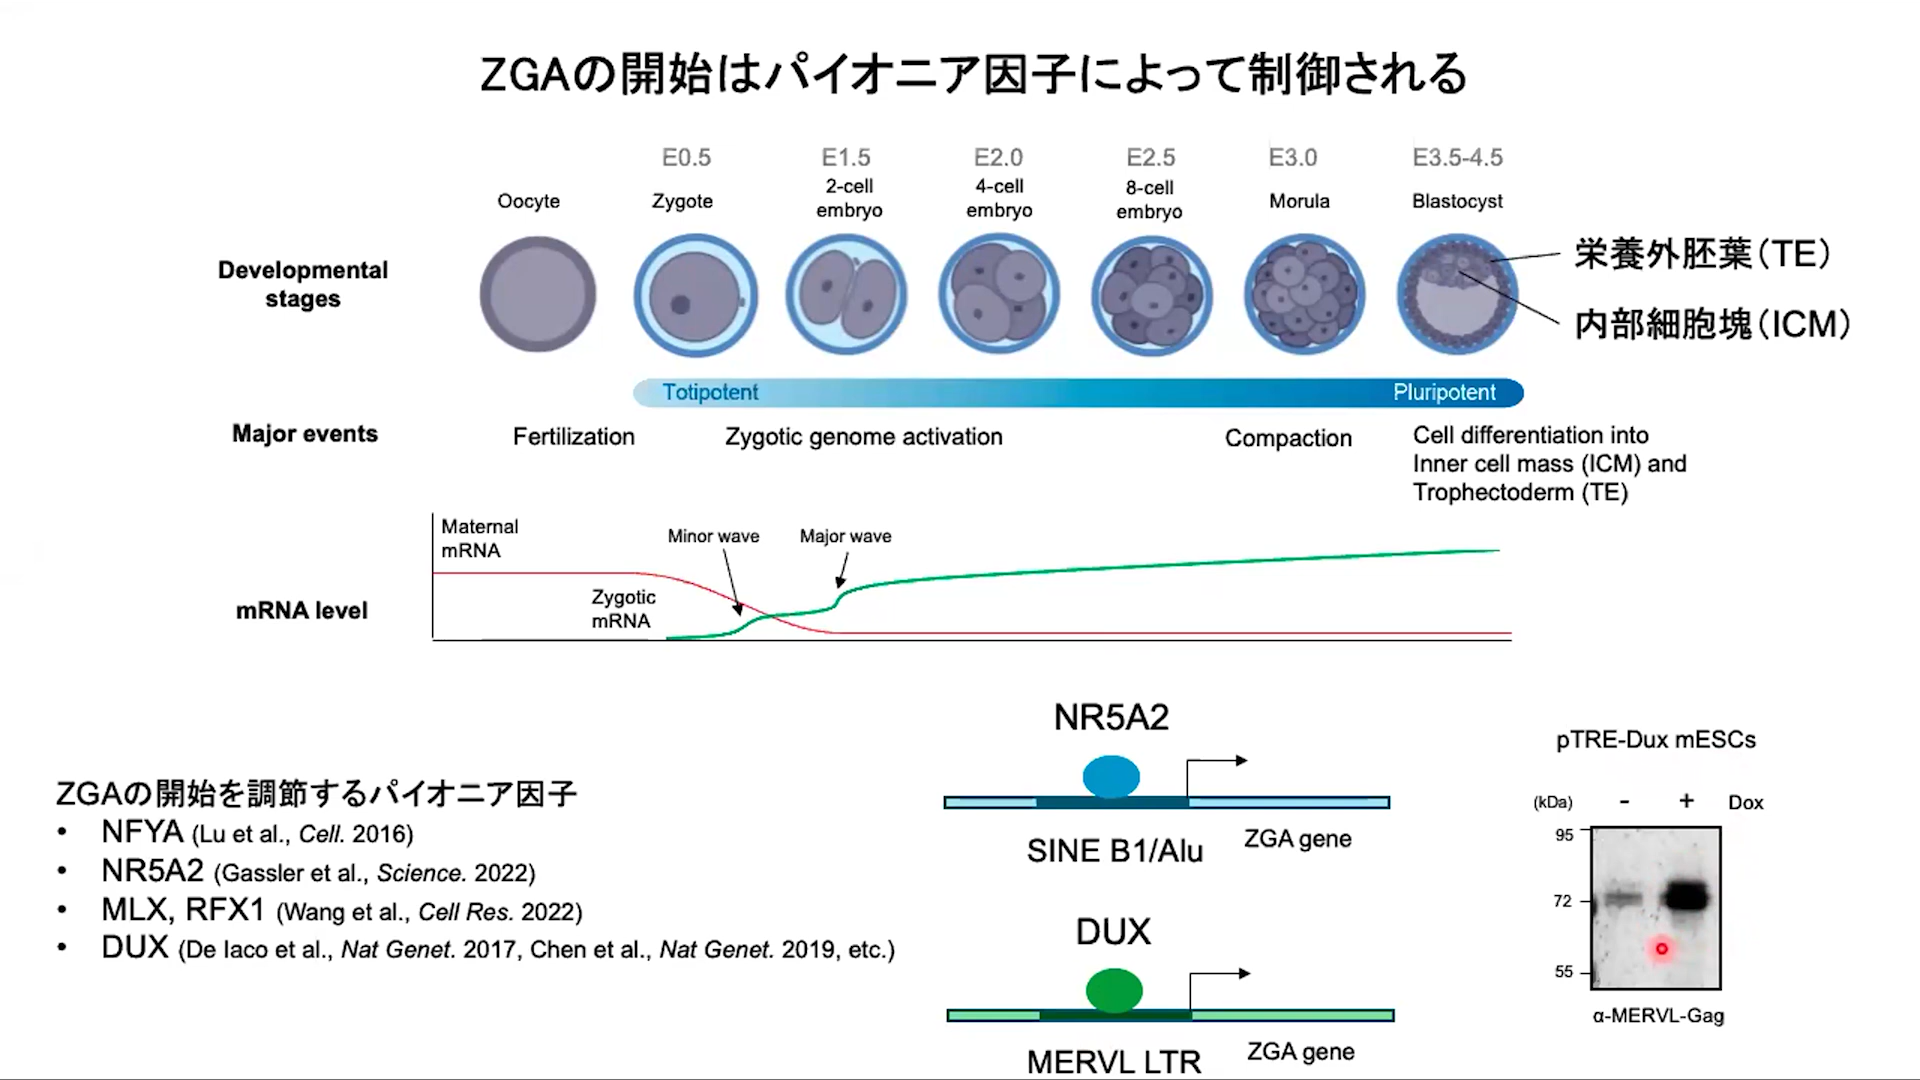 ZGAの開始はパイオニア因子によって制御される
E0.5 E1.5 E2.0 E2.5 E3.0 E3.5-4.5
Oocyte
Zygote
2-cell
embryo
4-cell
embryo
8-cell
embryo
Morula
Blastocyst
Developmental
stages
栄養外胚葉（TE）
内部細胞塊（ICM）
Totipotent
Pluripotent
Major events
Fertilization
Zygotic genome activation
Compaction
Cell differentiation into
Inner cell mass (ICM) and
Trophectoderm (TE)
mRNA level
Maternal
mRNA
Zygotic
mRNA
Minor wave
Major wave
ZGAの開始を調節するパイオニア因子
• NFYA (Lu et al., Cell. 2016)
• NR5A2 (Gassler et al., Science. 2022)
• MLX, RFX1 (Wang et al., Cell Res. 2022)
• DUX (De Iaco et al., Nat Genet. 2017, Chen et al., Nat Genet. 2019, etc.)
NR5A2
SINE B1/Alu
ZGA gene
DUX
MERVL LTR
ZGA gene
pTRE-Dux mESCs
(kDa) - + Dox
95
72
55
α-MERVL-Gag